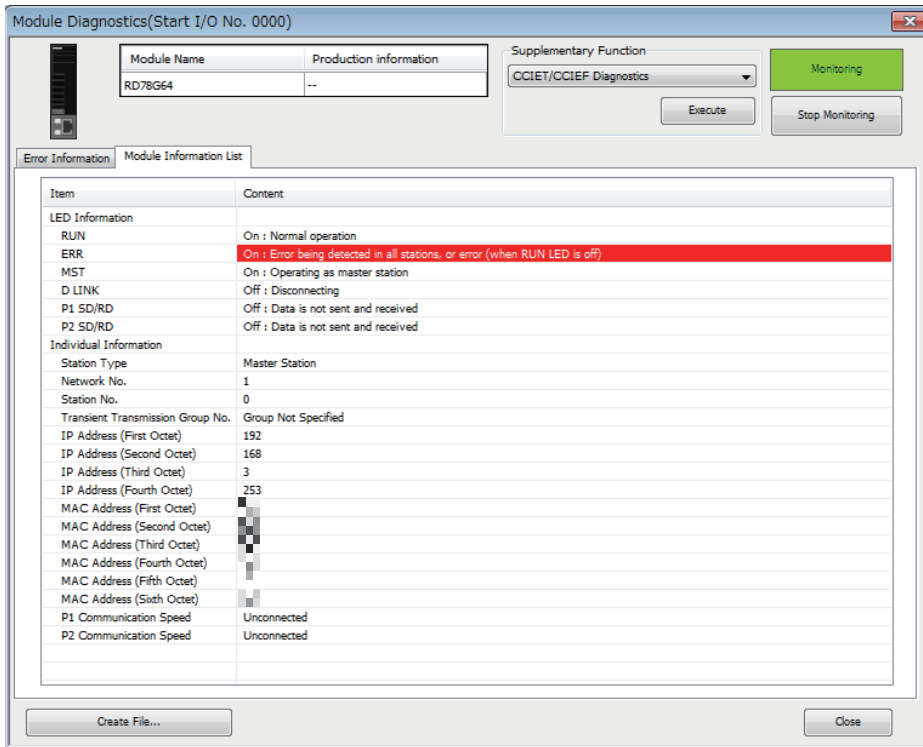 Module Diagnostics(Start I/O No. 0000)
Module Name Production information
RD78G64 --
Supplementary Function
CCIET/CCIEF Diagnostics
Execute
Monitoring
Stop Monitoring
Error Information Module Information List
Item Content
LED Information
RUN On : Normal operation
ERR On : Error being detected in all stations, or error (when RUN LED is off)
MST On : Operating as master station
D LINK Off : Disconnecting
P1 SD/RD Off : Data is not sent and received
P2 SD/RD Off : Data is not sent and received
Individual Information
Station Type Master Station
Network No. 1
Station No. 0
Transient Transmission Group No. Group Not Specified
IP Address (First Octet) 192
IP Address (Second Octet) 168
IP Address (Third Octet) 3
IP Address (Fourth Octet) 253
MAC Address (First Octet)
MAC Address (Second Octet)
MAC Address (Third Octet)
MAC Address (Fourth Octet)
MAC Address (Fifth Octet)
MAC Address (Sixth Octet)
P1 Communication Speed Unconnected
P2 Communication Speed Unconnected
Create File... Close